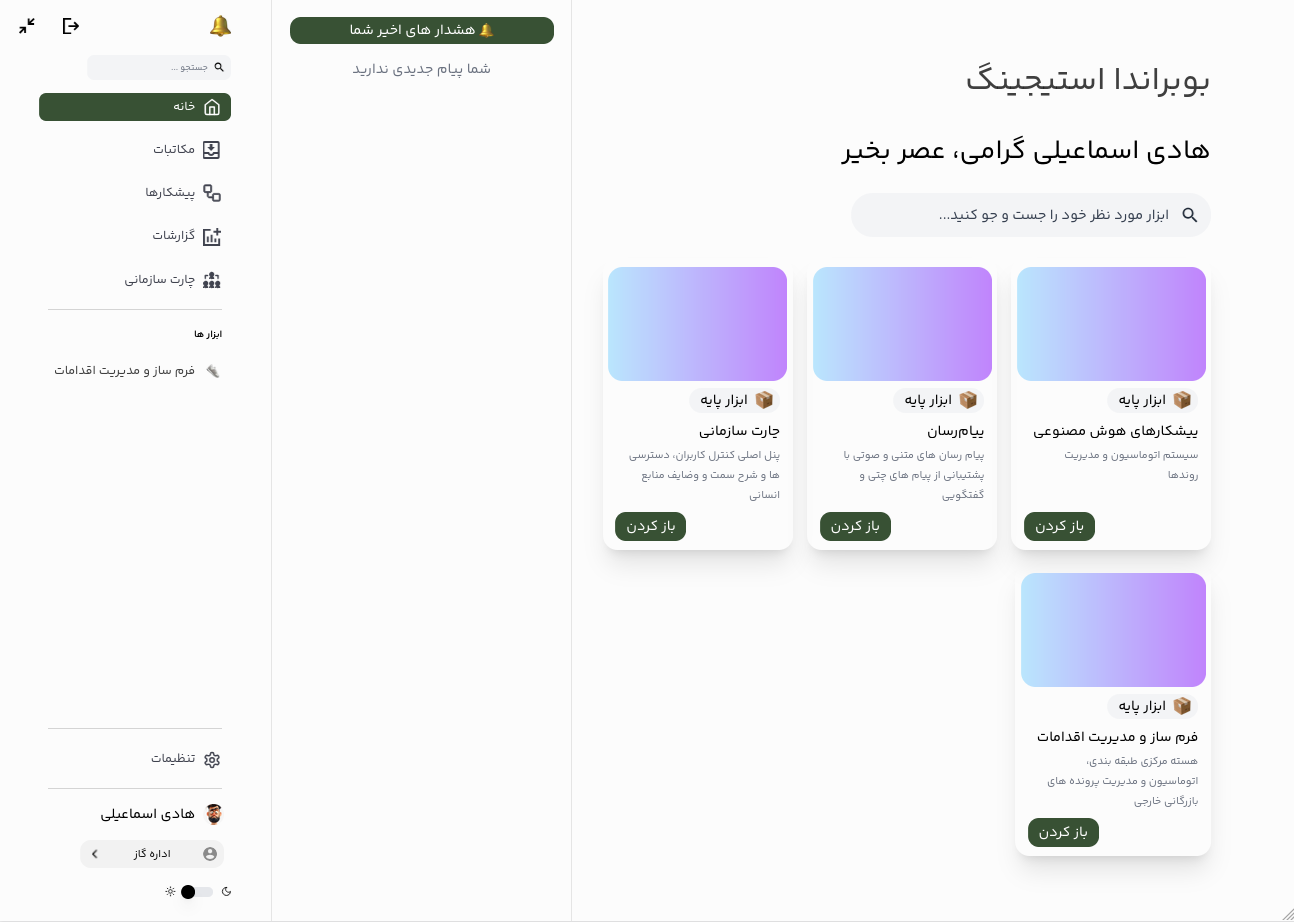 بوبراندا استیجینگ
هادی اسماعیلی گرامی، عصر بخیر
ابزار مورد نظر خود را جست و جو کنید...
ابزار پایه
پیشکارهای هوش مصنوعی
سیستم اتوماسیون و مدیریت
روندها
باز کردن
ابزار پایه
پیام‌رسان
پیام رسان های متنی و صوتی با
پشتیبانی از پیام های چتی و
گفتگویی
باز کردن
ابزار پایه
چارت سازمانی
پنل اصلی کنترل کاربران، دسترسی
ها و شرح سمت و وضایف منابع
انسانی
باز کردن
ابزار پایه
فرم ساز و مدیریت اقدامات
هسته مرکزی طبقه بندی،
اتوماسیون و مدیریت پرونده های
بازرگانی خارجی
باز کردن
هشدار های اخیر شما
شما پیام جدیدی ندارید
جستجو ...
خانه
مکاتبات
پیشکارها
گزارشات
چارت سازمانی
ابزار ها
فرم ساز و مدیریت اقدامات
تنظیمات
هادی اسماعیلی
اداره گاز